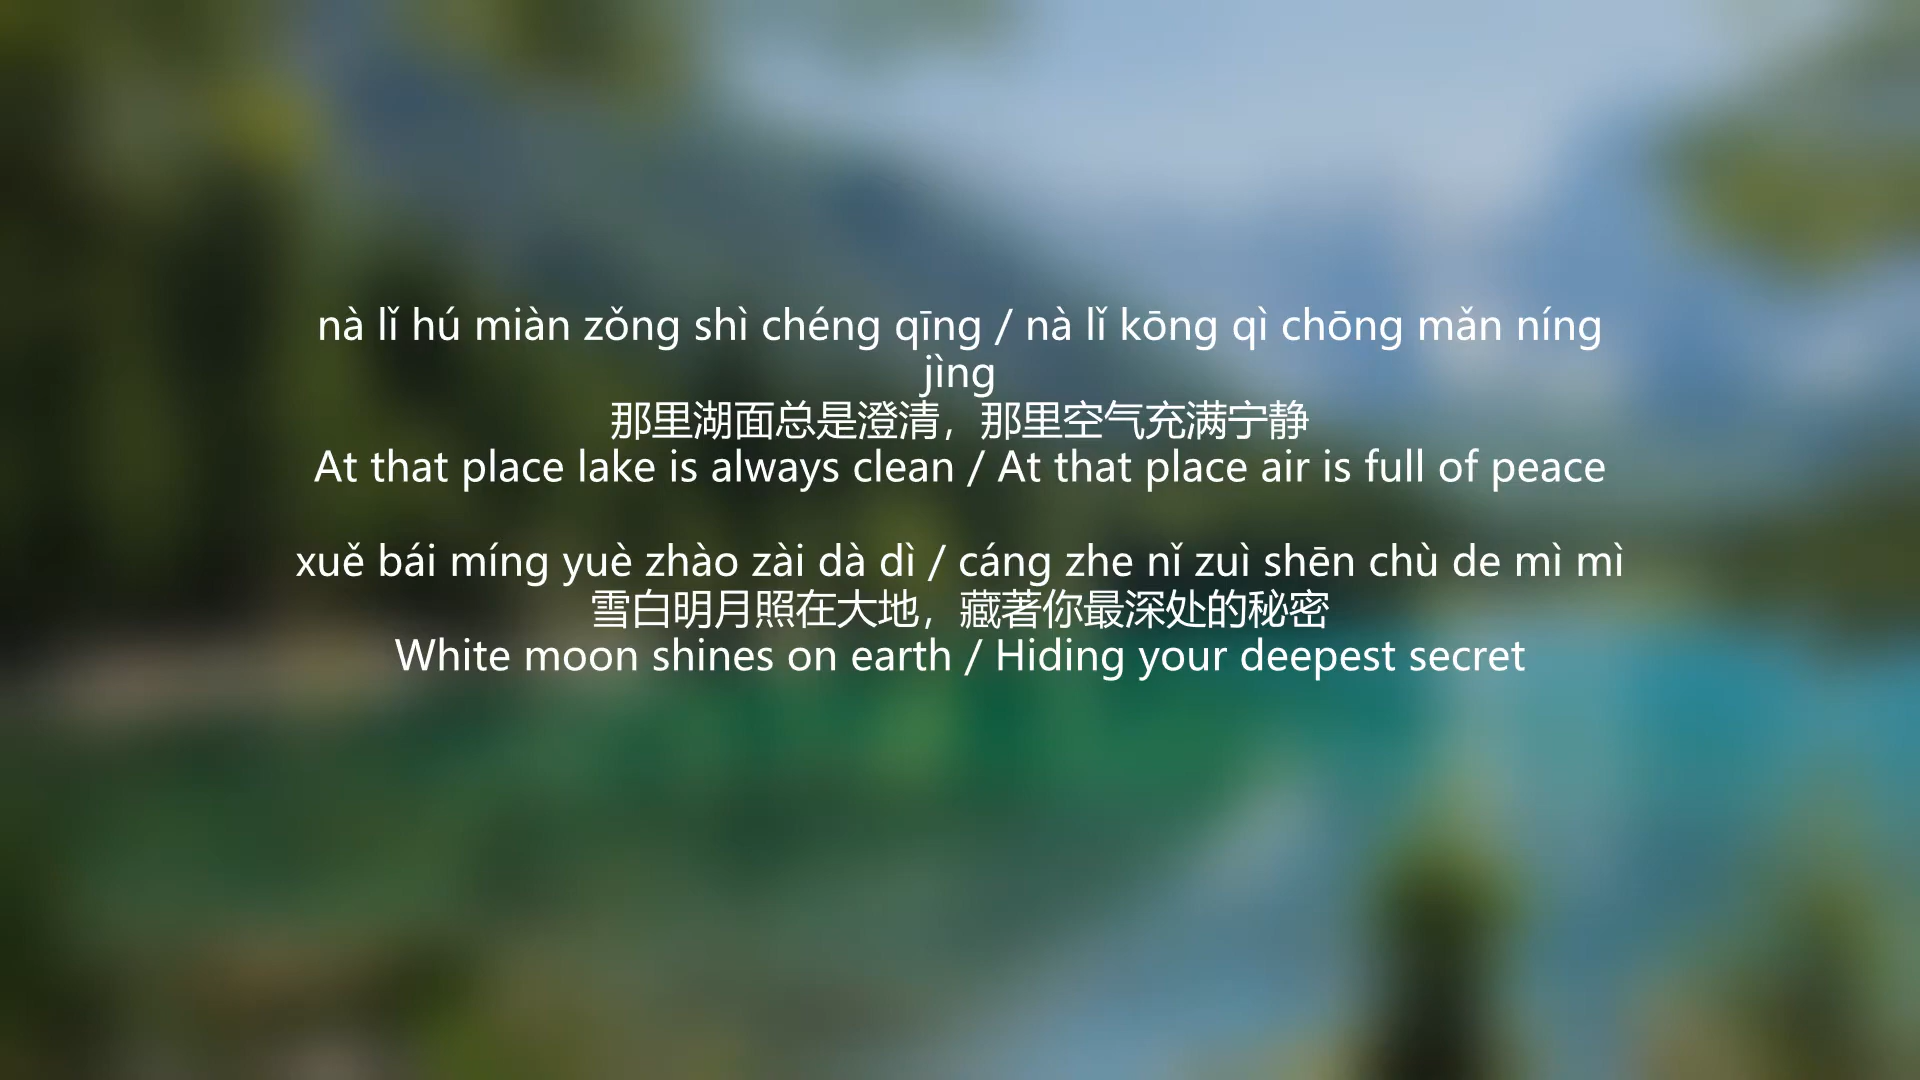 nà lǐ hú miàn zǒng shì chéng qīng / nà lǐ kōng qì chōng mǎn níng
jìng
那里湖面总是澄清，那里空气充满宁静
At that place lake is always clean / At that place air is full of peace
xuě bái míng yuè zhào zài dà dì / cáng zhe nǐ zuì shēn chù de mì mì
雪白明月照在大地，藏著你最深处的秘密
White moon shines on earth / Hiding your deepest secret